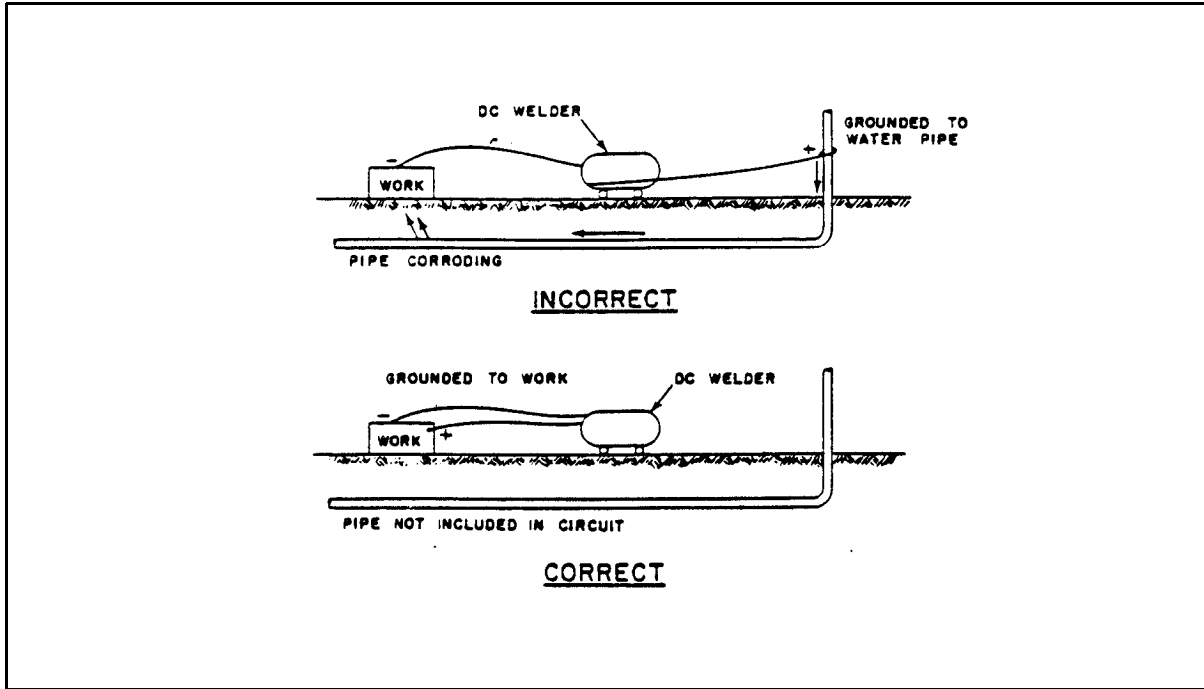 DC WELDER
GROUNDED TO
WATER PIPE
+
-
WORK
PIPE CORRODING
INCORRECT
GROUNDED TO WORK
DC WELDER
-
WORK
+
PIPE NOT INCLUDED IN CIRCUIT
CORRECT